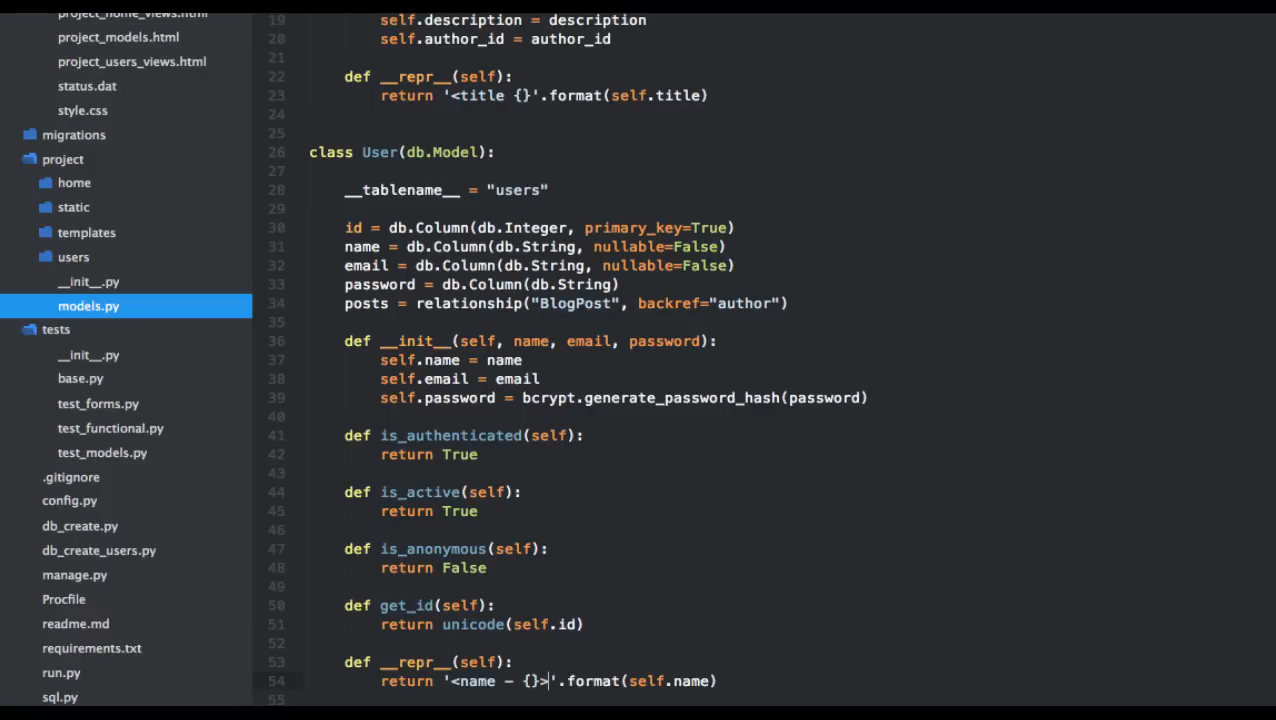 project_home_views.html
project_models.html
project_users_views.html
status.dat
style.css
migrations
project
home
static
templates
users
__init__.py
models.py
tests
__init__.py
base.py
test_forms.py
test_functional.py
test_models.py
.gitignore
config.py
db_create.py
db_create_users.py
manage.py
Procfile
readme.md
requirements.txt
run.py
sql.py
19         self.description = description
20         self.author_id = author_id
21
22     def __repr__(self):
23         return '<title {}'.format(self.title)
24
25
26 class User(db.Model):
27
28     __tablename__ = "users"
29
30     id = db.Column(db.Integer, primary_key=True)
31     name = db.Column(db.String, nullable=False)
32     email = db.Column(db.String, nullable=False)
33     password = db.Column(db.String)
34     posts = relationship("BlogPost", backref="author")
35
36     def __init__(self, name, email, password):
37         self.name = name
38         self.email = email
39         self.password = bcrypt.generate_password_hash(password)
40
41     def is_authenticated(self):
42         return True
43
44     def is_active(self):
45         return True
46
47     def is_anonymous(self):
48         return False
49
50     def get_id(self):
51         return unicode(self.id)
52
53     def __repr__(self):
54         return '<name - {}>'.format(self.name)
55